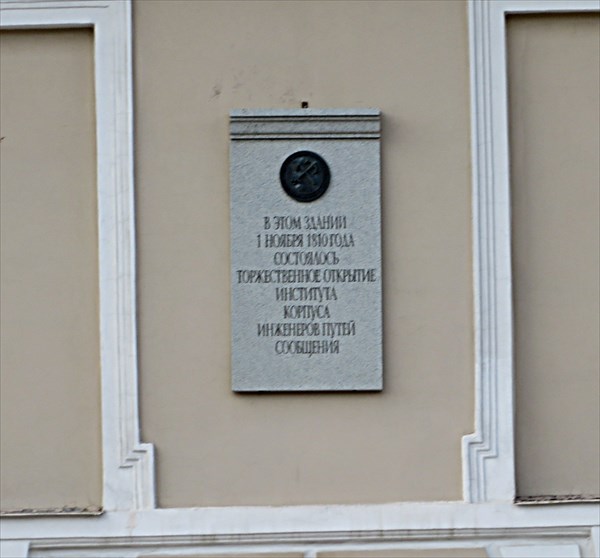 В ЭТОМ ЗДАНИИ
1 НОЯБРЯ 1810 ГОДА
СОСТОЯЛОСЬ
ТОРЖЕСТВЕННОЕ ОТКРЫТИЕ
ИНСТИТУТА
КОРПУСА
ИНЖЕНЕРОВ ПУТЕЙ
СООБЩЕНИЯ